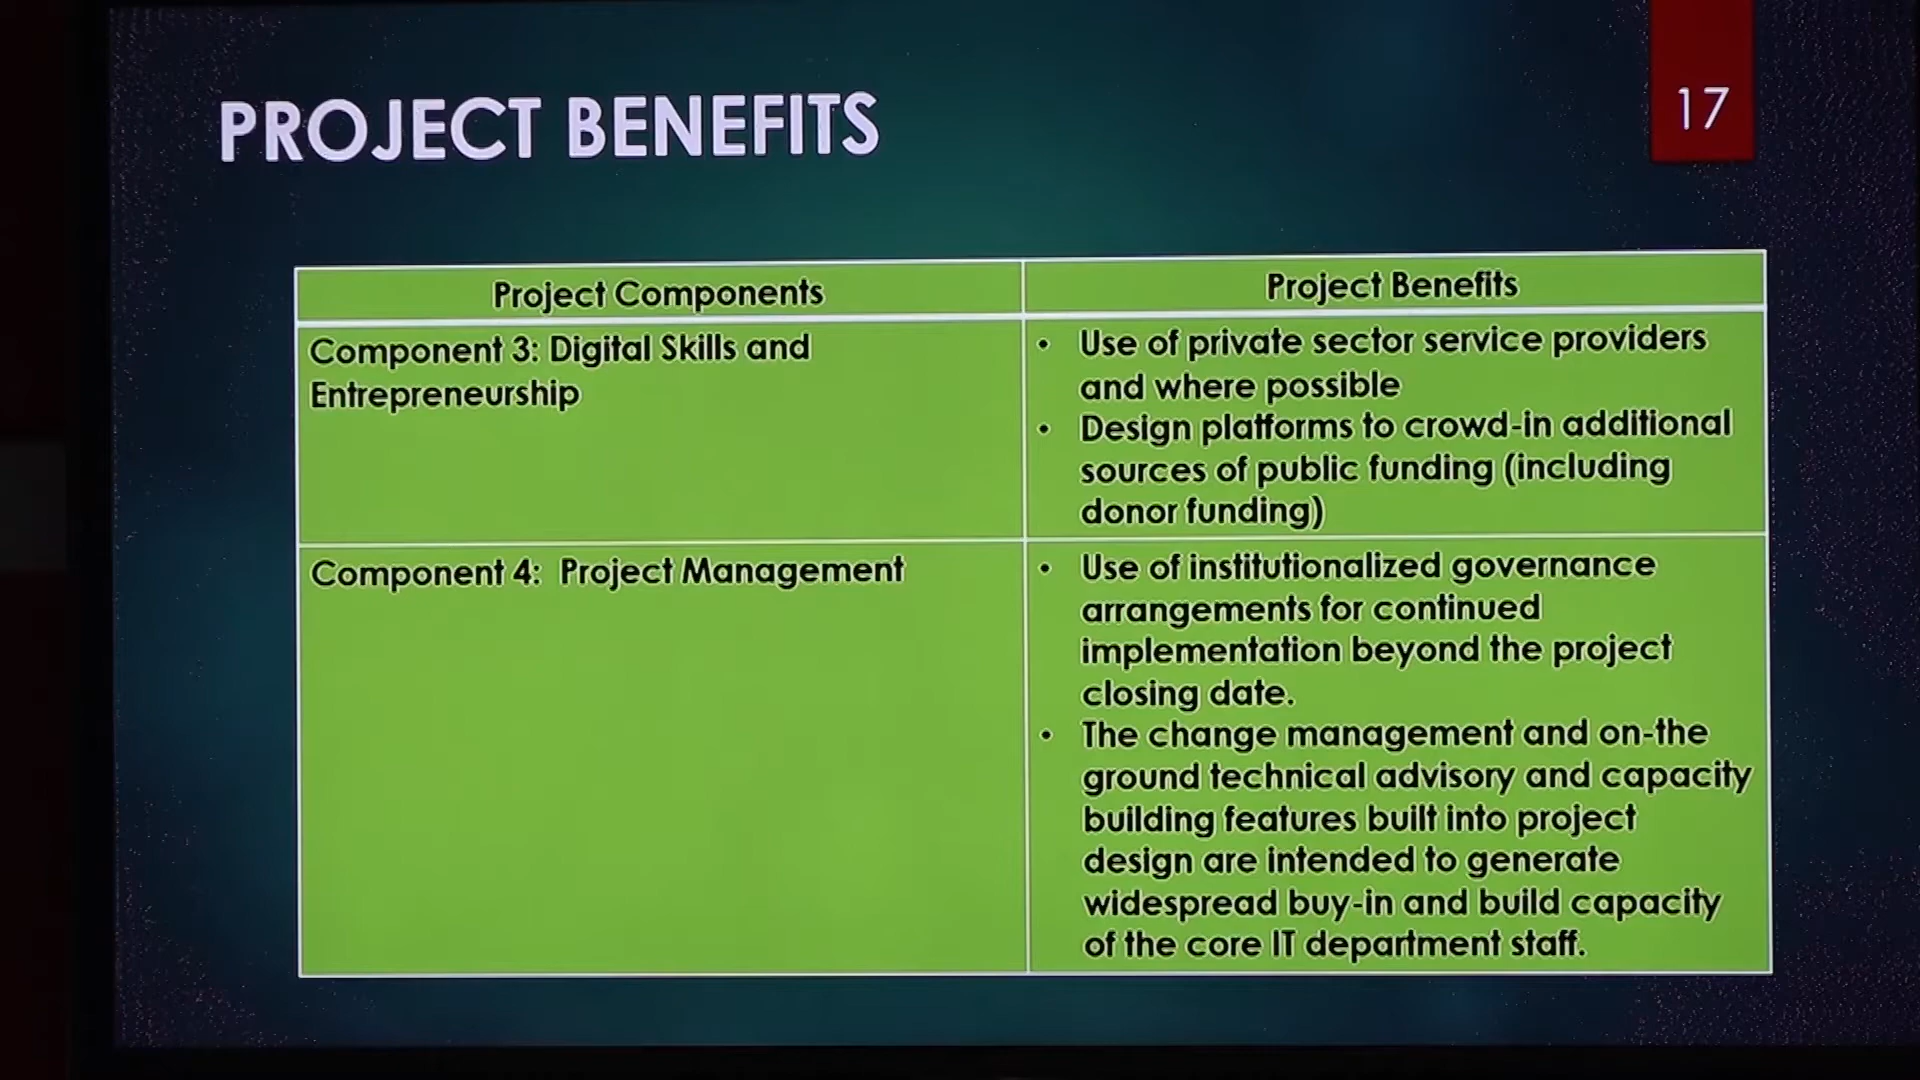 PROJECT BENEFITS
17
Project Components
Project Benefits
Component 3: Digital Skills and
Entrepreneurship
• Use of private sector service providers
and where possible
• Design platforms to crowd-in additional
sources of public funding (including
donor funding)
Component 4: Project Management
• Use of institutionalized governance
arrangements for continued
implementation beyond the project
closing date.
• The change management and on-the
ground technical advisory and capacity
building features built into project
design are intended to generate
widespread buy-in and build capacity
of the core IT department staff.